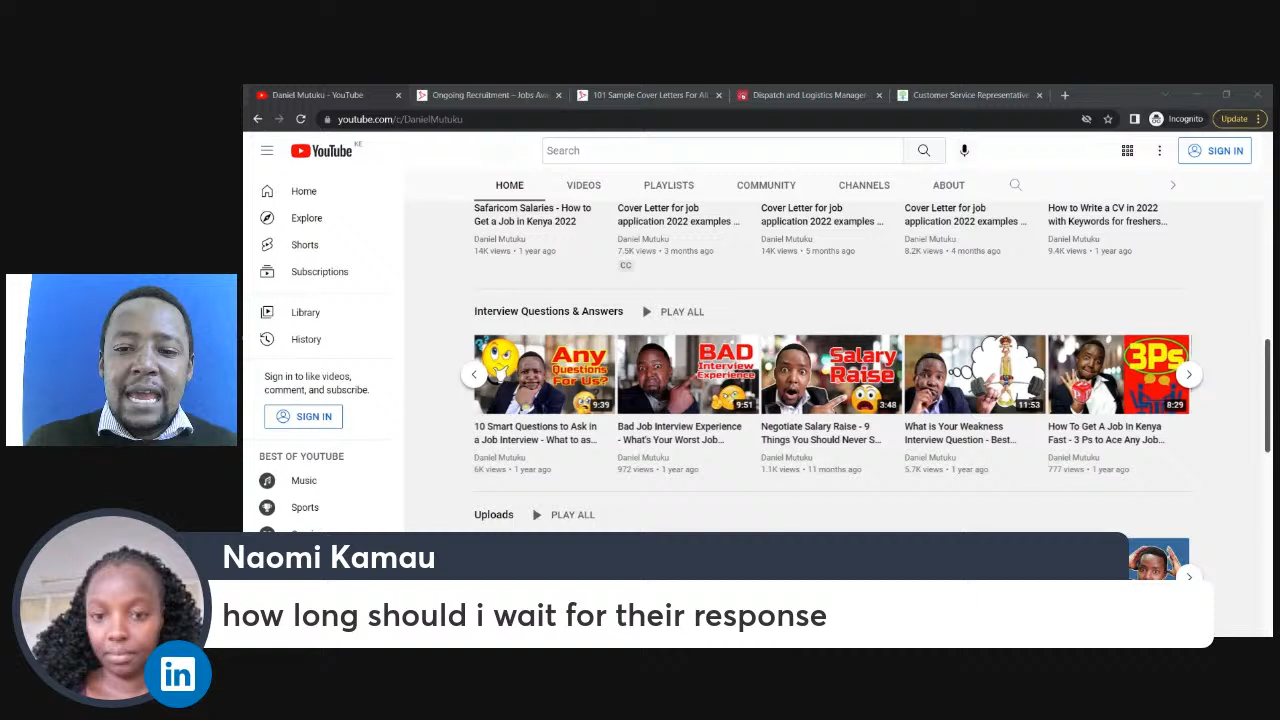 Daniel Mutuku - YouTube
Ongoing Recruitment – Jobs Av
101 Sample Cover Letters For All
Dispatch and Logistics Manager
Customer Service Representative
youtube.com/c/DanielMutuku
Incognito
Update
YouTube KE
Search
SIGN IN
HOME VIDEOS PLAYLISTS COMMUNITY CHANNELS ABOUT
Home
Explore
Shorts
Subscriptions
Library
History
Sign in to like videos,
comment, and subscribe.
SIGN IN
BEST OF YOUTUBE
Music
Sports
Safaricom Salaries - How to
Get a Job in Kenya 2022
Daniel Mutuku
14K views • 1 year ago
Cover Letter for job
application 2022 examples ...
Daniel Mutuku
7.5K views • 3 months ago
CC
Cover Letter for job
application 2022 examples ...
Daniel Mutuku
14K views • 5 months ago
Cover Letter for job
application 2022 examples ...
Daniel Mutuku
8.2K views • 4 months ago
How to Write a CV in 2022
with Keywords for freshers...
Daniel Mutuku
9.4K views • 1 year ago
Interview Questions & Answers PLAY ALL
Any
Questions
For Us?
9:39
BAD
Interview
Experience
9:51
Salary
Raise
3:48
11:53
3Ps
8:29
10 Smart Questions to Ask in
a Job Interview - What to as...
Daniel Mutuku
6K views • 1 year ago
Bad Job Interview Experience
- What's Your Worst Job...
Daniel Mutuku
972 views • 1 year ago
Negotiate Salary Raise - 9
Things You Should Never S...
Daniel Mutuku
1.1K views • 11 months ago
What is Your Weakness
Interview Question - Best...
Daniel Mutuku
5.7K views • 1 year ago
How To Get A Job In Kenya
Fast - 3 Ps to Ace Any Job...
Daniel Mutuku
777 views • 1 year ago
Uploads PLAY ALL
Naomi Kamau
how long should i wait for their response
in